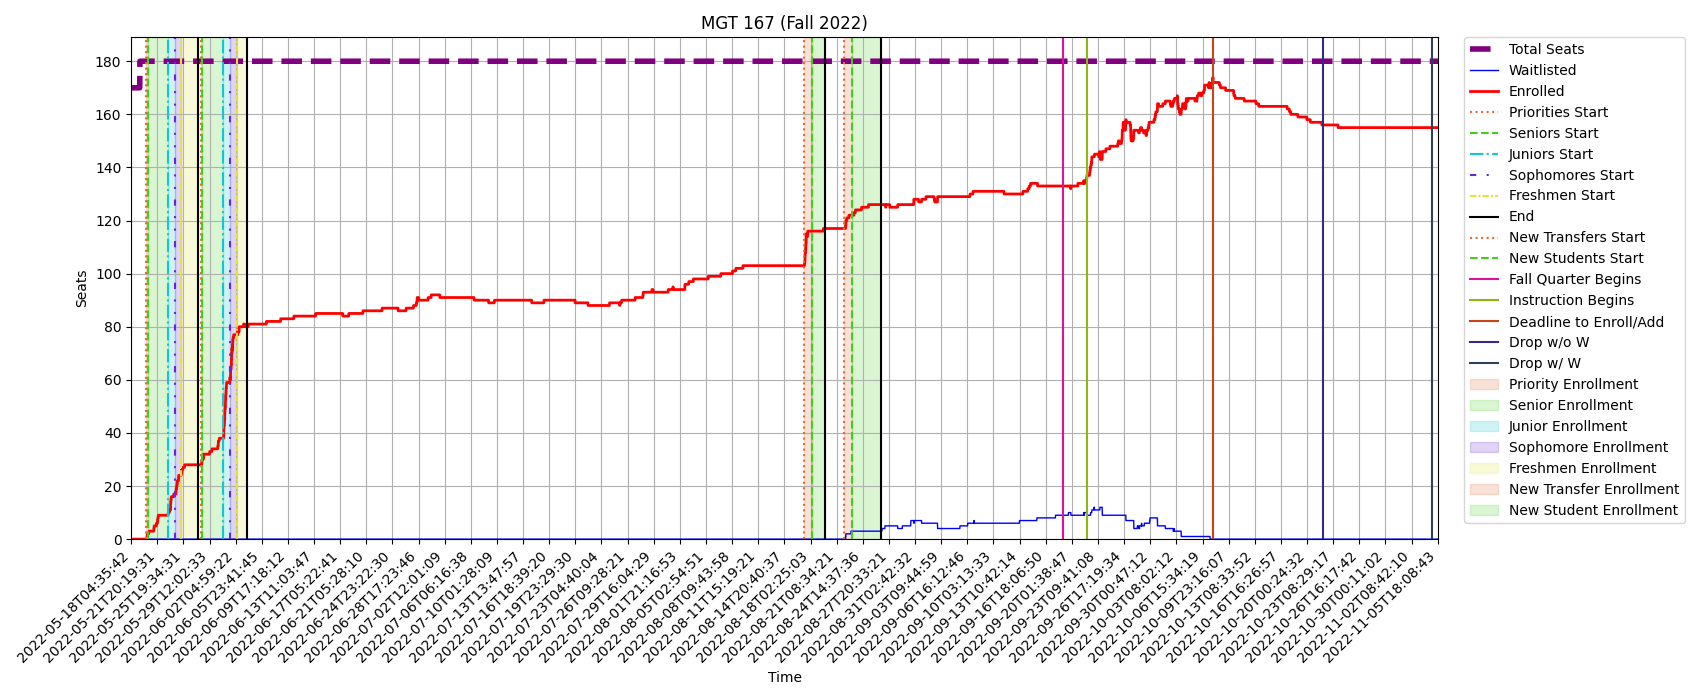 MGT 167 (Fall 2022)
Seats
180
160
140
120
100
80
60
40
20
0
2022-05-18T04:35:42
2022-05-21T20:19:31
2022-05-25T19:34:31
2022-05-29T12:02:33
2022-06-02T04:59:22
2022-06-05T23:41:45
2022-06-09T17:18:12
2022-06-13T11:03:47
2022-06-17T05:22:41
2022-06-21T05:28:10
2022-06-24T23:22:30
2022-06-28T17:23:46
2022-07-02T12:01:09
2022-07-06T06:16:38
2022-07-10T01:28:09
2022-07-13T13:47:57
2022-07-16T18:39:20
2022-07-19T23:29:30
2022-07-23T04:40:04
2022-07-26T09:28:21
2022-07-29T16:04:29
2022-08-01T21:16:53
2022-08-05T02:54:51
2022-08-08T09:43:58
2022-08-11T15:19:21
2022-08-14T20:40:37
2022-08-18T02:25:03
2022-08-21T08:34:21
2022-08-24T14:37:36
2022-08-27T20:33:21
2022-08-31T02:42:32
2022-09-03T09:44:59
2022-09-06T16:12:46
2022-09-10T03:13:33
2022-09-13T10:42:14
2022-09-16T18:06:50
2022-09-20T01:38:47
2022-09-23T09:41:08
2022-09-26T17:19:34
2022-09-30T00:47:12
2022-10-03T08:02:12
2022-10-06T15:34:19
2022-10-09T23:16:07
2022-10-13T08:33:52
2022-10-16T16:26:57
2022-10-20T00:24:32
2022-10-23T08:29:17
2022-10-26T16:17:42
2022-10-30T00:11:02
2022-11-02T08:42:10
2022-11-05T18:08:43
Time
Total Seats
Waitlisted
Enrolled
Priorities Start
Seniors Start
Juniors Start
Sophomores Start
Freshmen Start
End
New Transfers Start
New Students Start
Fall Quarter Begins
Instruction Begins
Deadline to Enroll/Add
Drop w/o W
Drop w/ W
Priority Enrollment
Senior Enrollment
Junior Enrollment
Sophomore Enrollment
Freshmen Enrollment
New Transfer Enrollment
New Student Enrollment